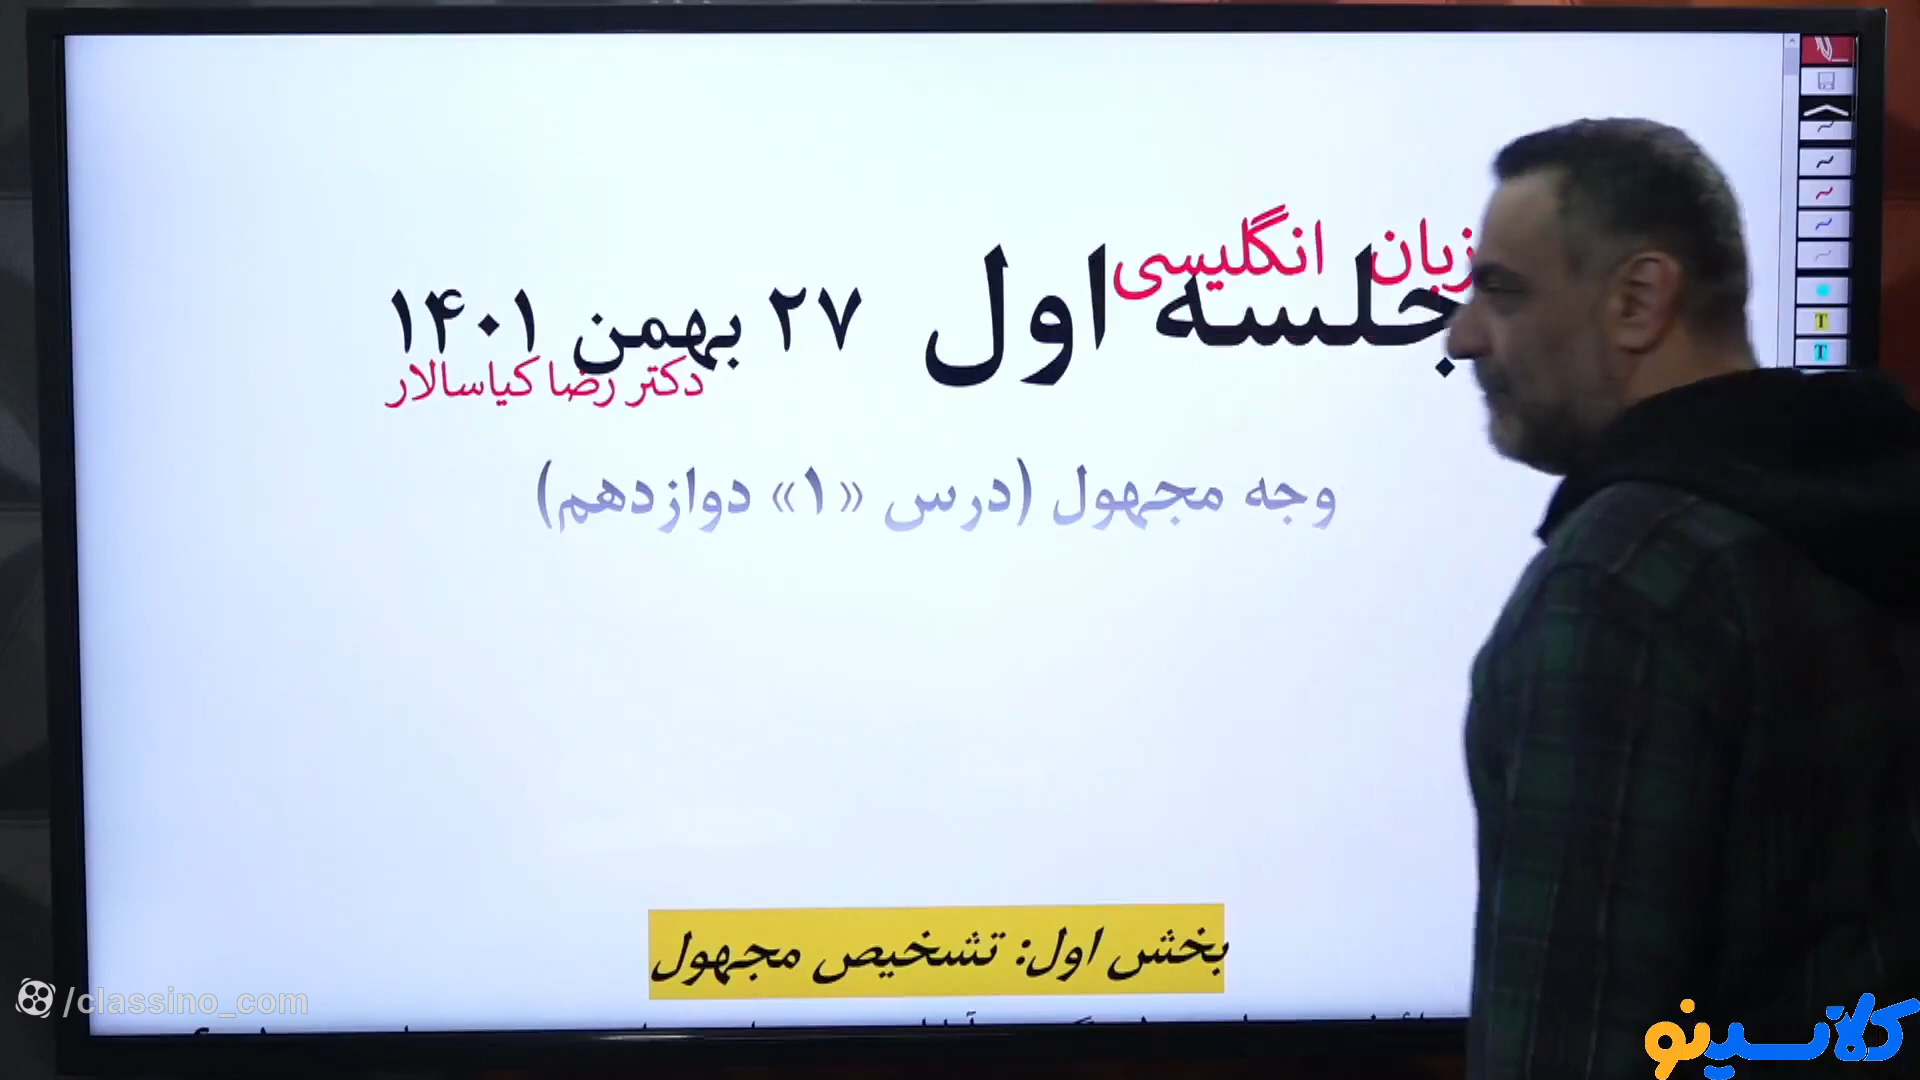 زبان انگلیسی
جلسه اول ۲۷ بهمن ۱۴۰۱
دکتر رضا کیاسالار
وجه مجهول (درس «۱» دوازدهم)
بخش اول: تشخیص مجهول
/classino_com
کلاسینو
T
T